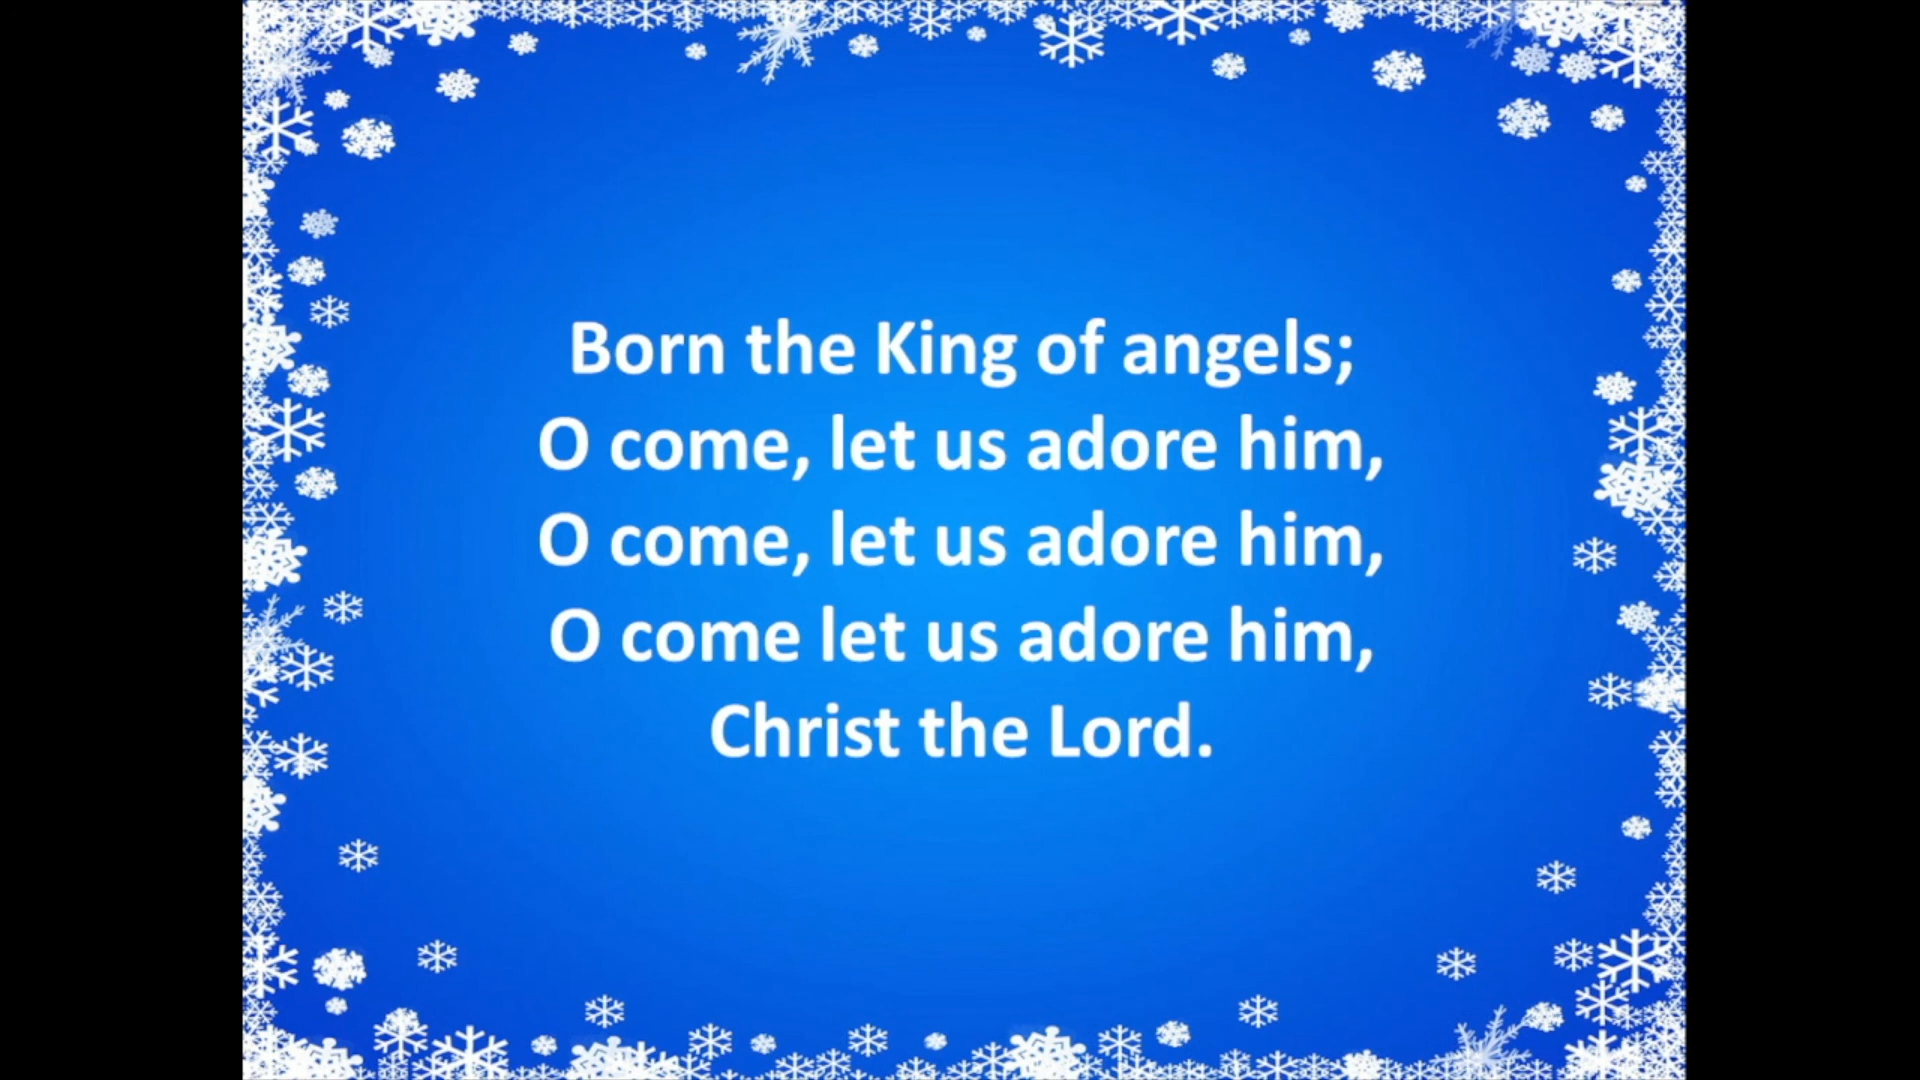 Born the King of angels;
O come, let us adore him,
O come, let us adore him,
O come let us adore him,
Christ the Lord.